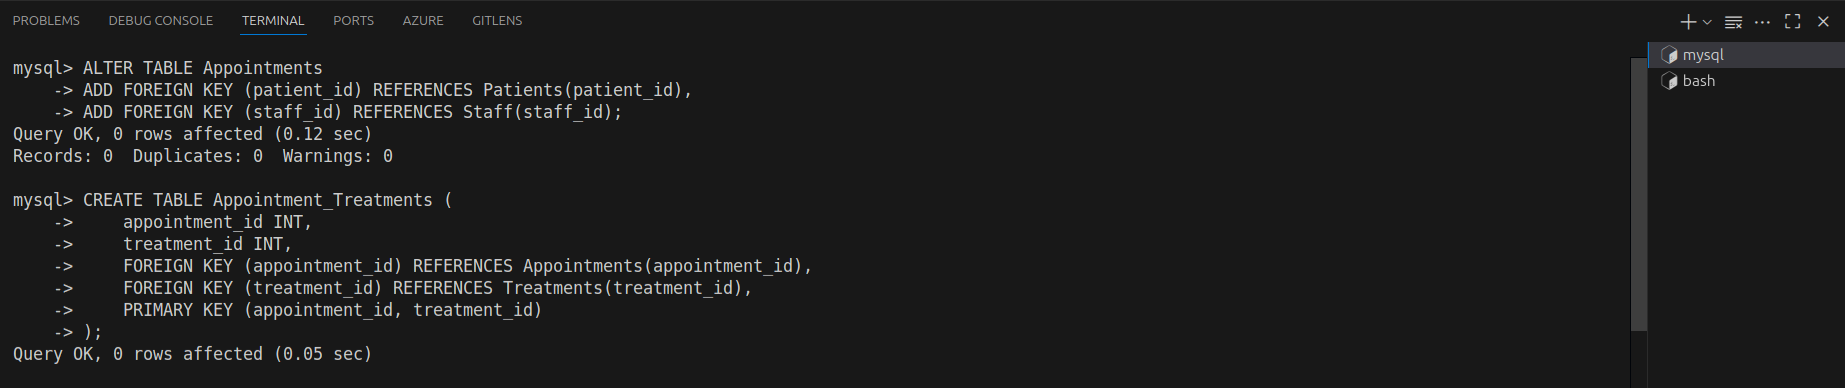 PROBLEMS DEBUG CONSOLE TERMINAL PORTS AZURE GITLENS
mysql> ALTER TABLE Appointments
    -> ADD FOREIGN KEY (patient_id) REFERENCES Patients(patient_id),
    -> ADD FOREIGN KEY (staff_id) REFERENCES Staff(staff_id);
Query OK, 0 rows affected (0.12 sec)
Records: 0  Duplicates: 0  Warnings: 0
mysql> CREATE TABLE Appointment_Treatments (
    ->     appointment_id INT,
    ->     treatment_id INT,
    ->     FOREIGN KEY (appointment_id) REFERENCES Appointments(appointment_id),
    ->     FOREIGN KEY (treatment_id) REFERENCES Treatments(treatment_id),
    ->     PRIMARY KEY (appointment_id, treatment_id)
    -> );
Query OK, 0 rows affected (0.05 sec)
mysql
bash